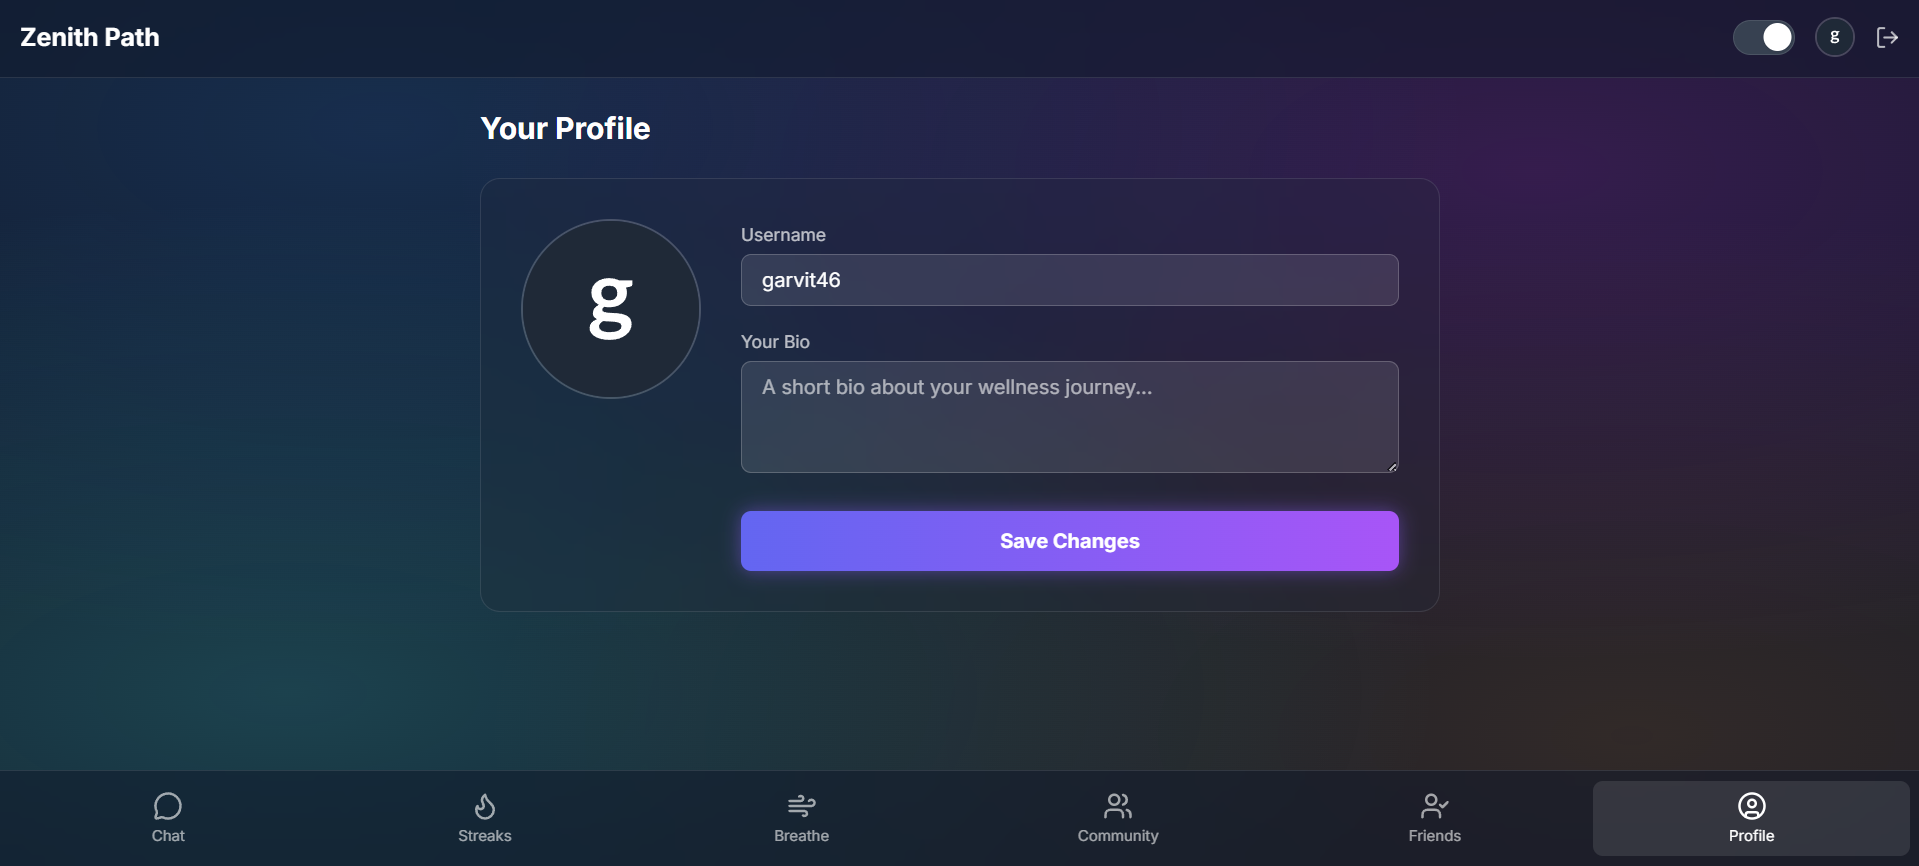 Zenith Path
g
Your Profile
g
Username
garvit46
Your Bio
A short bio about your wellness journey...
Save Changes
Chat
Streaks
Breathe
Community
Friends
Profile